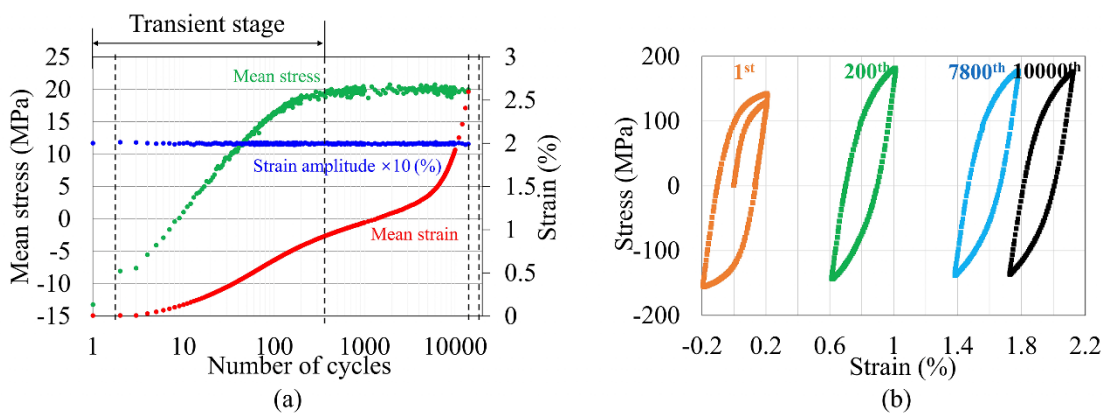 Transient stage
25
20
15
10
5
0
-5
-10
-15
Mean stress (MPa)
3
2.5
2
1.5
1
0.5
0
Strain (%)
Mean stress
Strain amplitude ×10 (%)
Mean strain
1 10 100 1000 10000
Number of cycles
(a)
200
100
0
-100
-200
Stress (MPa)
1st 200th 7800th 10000th
-0.2 0.2 0.6 1 1.4 1.8 2.2
Strain (%)
(b)